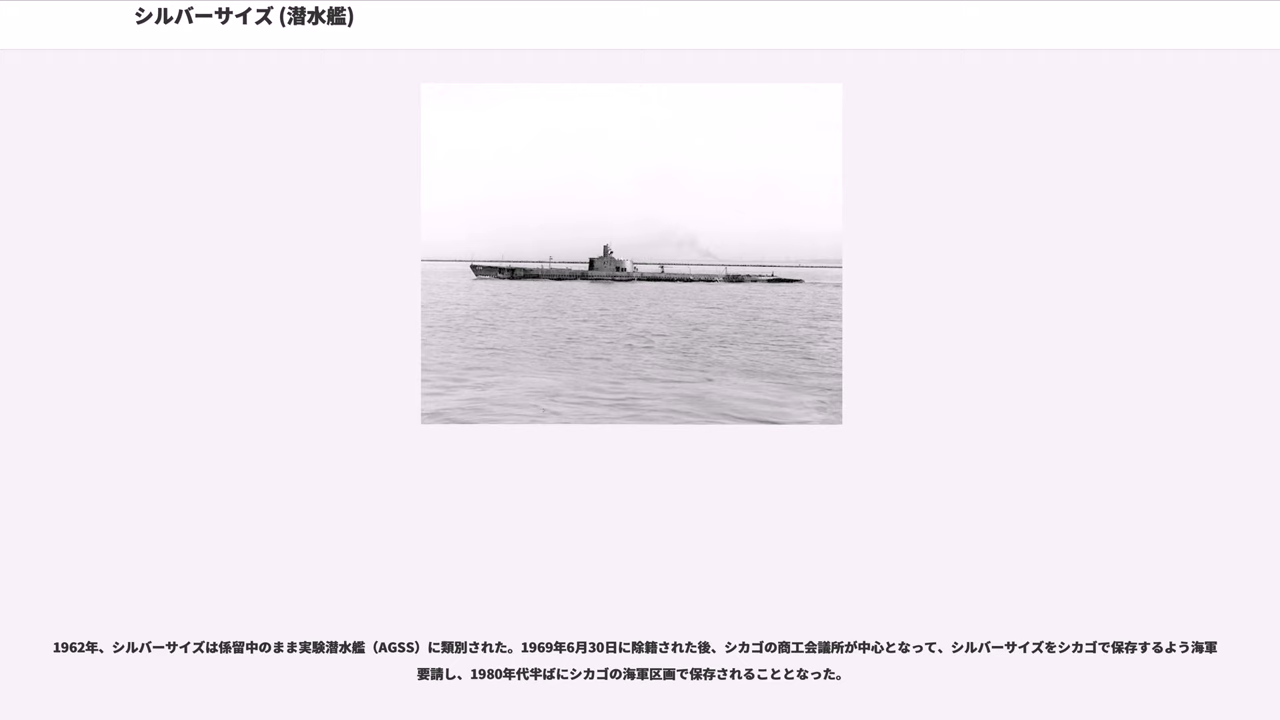 シルバーサイズ (潜水艦)
1962年、シルバーサイズは係留中のまま実験潜水艦（AGSS）に類別された。1969年6月30日に除籍された後、シカゴの商工会議所が中心となって、シルバーサイズをシカゴで保存するよう海軍
要請し、1980年代半ばにシカゴの海軍区画で保存されることとなった。